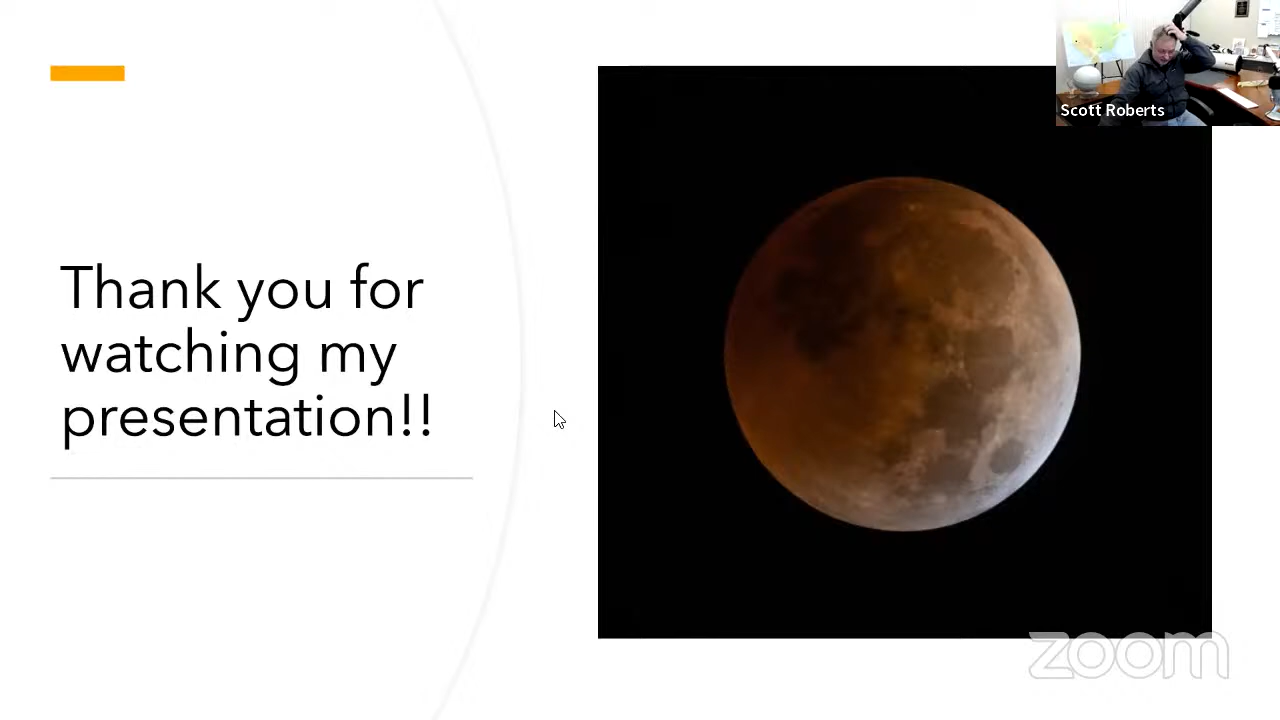 Thank you for
watching my
presentation!!
Scott Roberts
zoom